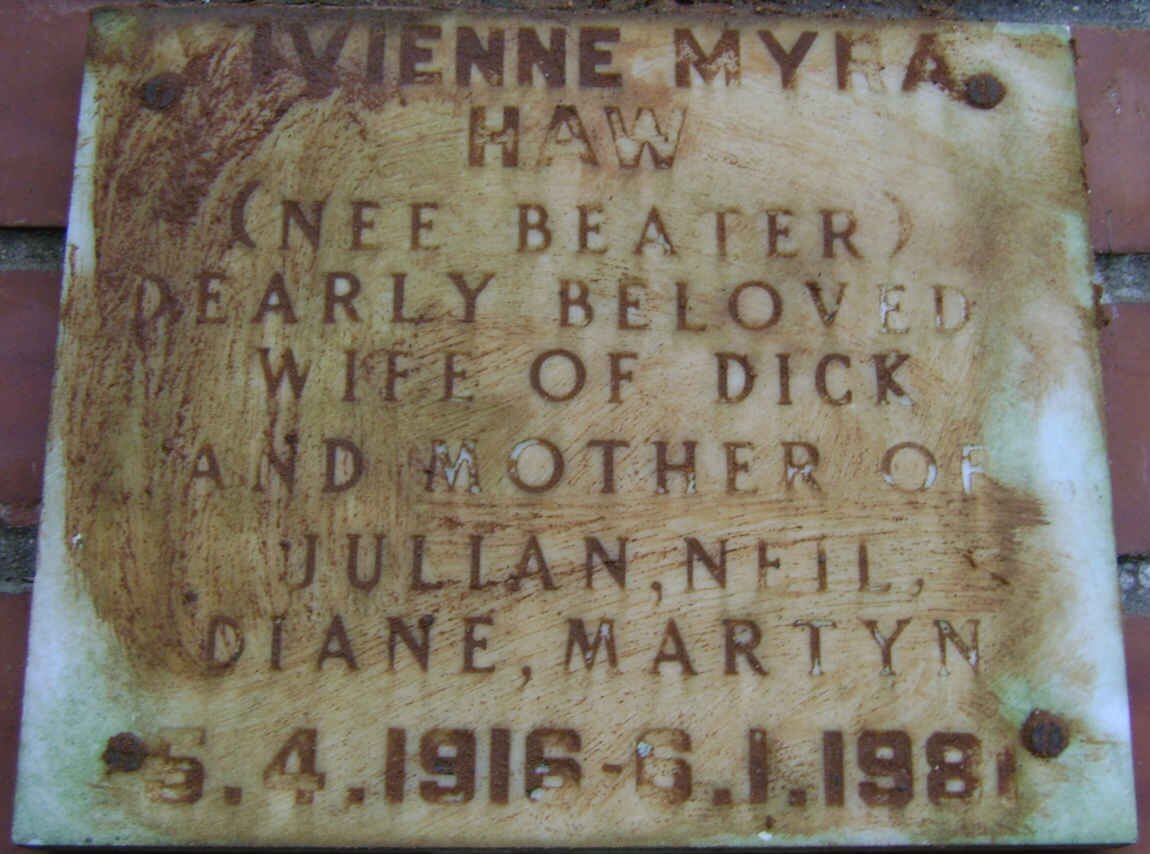 VIVIENNE MYRA
HAW
(NEE BEATER)
DEARLY BELOVED
WIFE OF DICK
AND MOTHER OF
JULIAN, NEIL,
DIANE, MARTYN
5.4.1916-6.1.1981